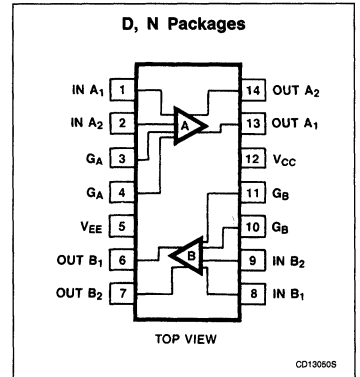 D, N Packages
IN A1 1 14 OUT A2
IN A2 2 A 13 OUT A1
GA 3 12 VCC
GA 4 11 GB
VEE 5 10 GB
OUT B1 6 B 9 IN B2
OUT B2 7 8 IN B1
TOP VIEW
CD13050S